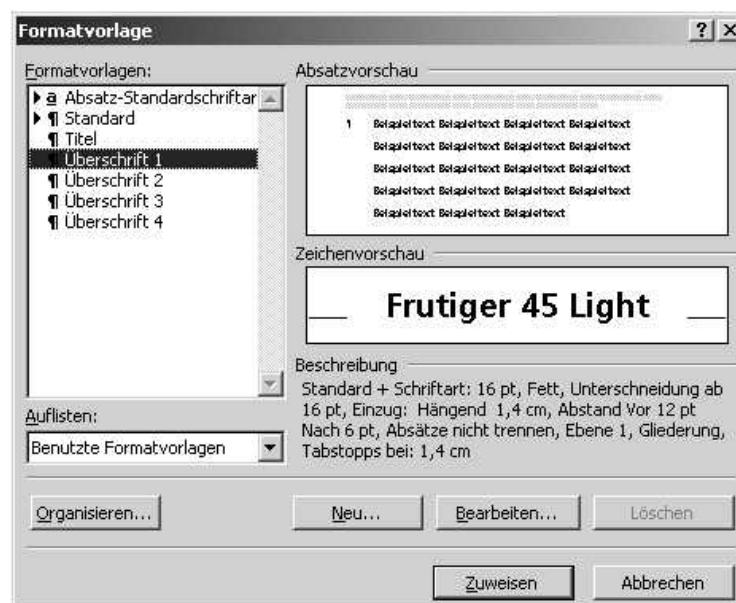 Formatvorlage
Formatvorlagen:
a Absatz-Standardschriftar
¶ Standard
¶ Titel
¶ Überschrift 1
¶ Überschrift 2
¶ Überschrift 3
¶ Überschrift 4
Auflisten:
Benutzte Formatvorlagen
Absatzvorschau
1 Beispieltext Beispieltext Beispieltext Beispieltext
Beispieltext Beispieltext Beispieltext Beispieltext
Beispieltext Beispieltext Beispieltext Beispieltext
Beispieltext Beispieltext Beispieltext Beispieltext
Beispieltext Beispieltext Beispieltext
Zeichenvorschau
Frutiger 45 Light
Beschreibung
Standard + Schriftart: 16 pt, Fett, Unterschneidung ab
16 pt, Einzug: Hängend 1,4 cm, Abstand Vor 12 pt
Nach 6 pt, Absätze nicht trennen, Ebene 1, Gliederung,
Tabstopps bei: 1,4 cm
Organisieren...
Neu...
Bearbeiten...
Löschen
Zuweisen
Abbrechen